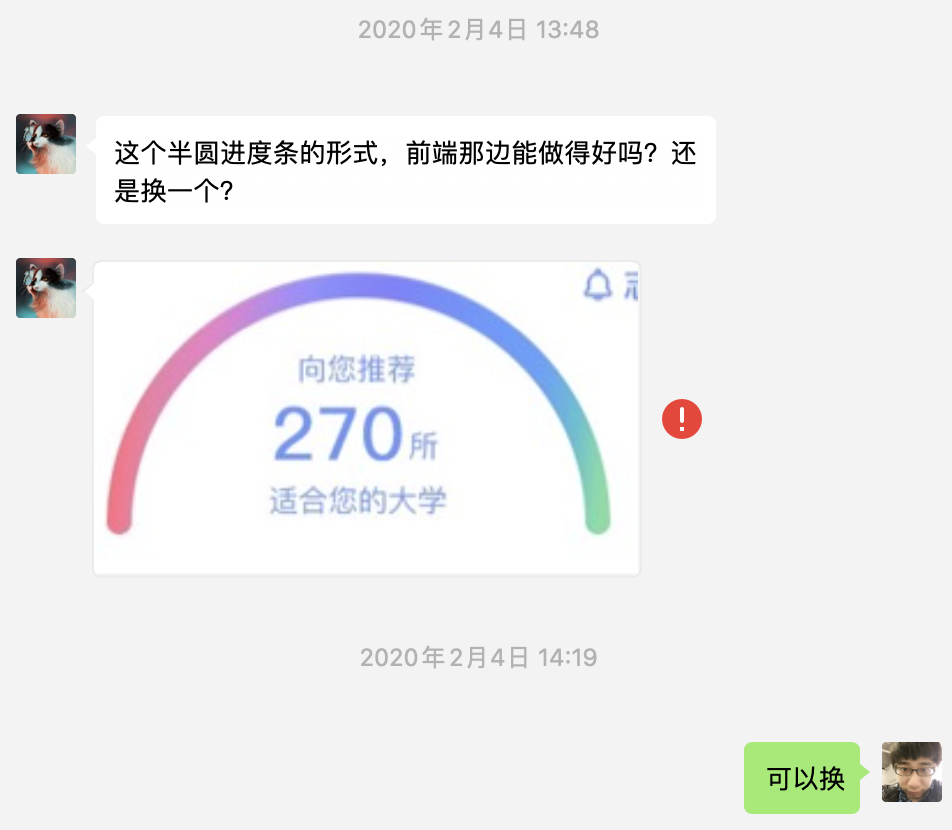 2020年2月4日 13:48
这个半圆进度条的形式，前端那边能做得好吗？还
是换一个？
向您推荐
270所
适合您的大学
2020年2月4日 14:19
可以换